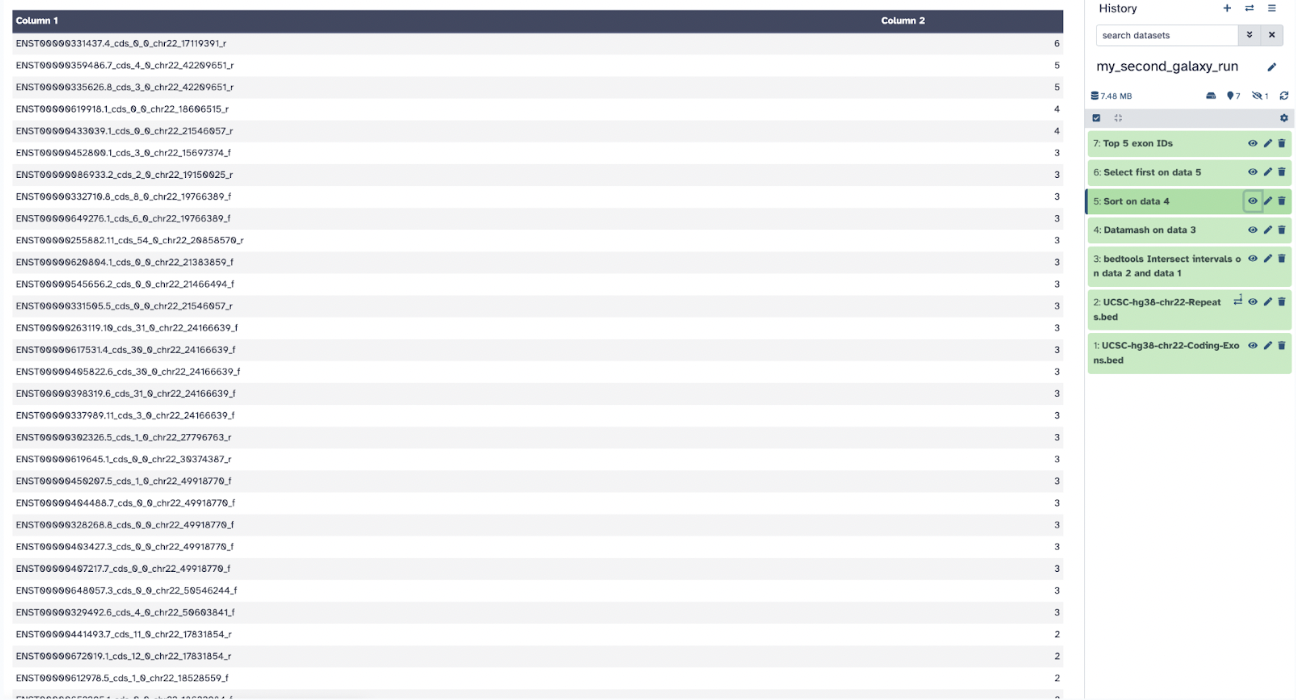 Column 1 Column 2
ENST00000331437.4_cds_0_0_chr22_17119391_r 6
ENST00000359486.7_cds_4_0_chr22_42209651_r 5
ENST00000335626.8_cds_3_0_chr22_42209651_r 5
ENST00000619918.1_cds_0_0_chr22_18606515_r 4
ENST00000433039.1_cds_0_0_chr22_21546057_r 4
ENST00000452800.1_cds_3_0_chr22_15697374_f 3
ENST00000086933.2_cds_2_0_chr22_19150025_r 3
ENST00000332710.8_cds_8_0_chr22_19766389_f 3
ENST00000649276.1_cds_6_0_chr22_19766389_f 3
ENST00000255882.11_cds_54_0_chr22_20858570_r 3
ENST00000620804.1_cds_0_0_chr22_21383859_f 3
ENST00000545656.2_cds_0_0_chr22_21466494_f 3
ENST00000331505.5_cds_0_0_chr22_21546057_r 3
ENST00000263119.10_cds_31_0_chr22_24166639_f 3
ENST00000617531.4_cds_30_0_chr22_24166639_f 3
ENST00000405822.6_cds_30_0_chr22_24166639_f 3
ENST00000398319.6_cds_31_0_chr22_24166639_f 3
ENST00000337989.11_cds_3_0_chr22_24166639_f 3
ENST00000302326.5_cds_1_0_chr22_27796763_r 3
ENST00000619645.1_cds_0_0_chr22_30374387_r 3
ENST00000450207.5_cds_1_0_chr22_49918770_f 3
ENST00000404488.7_cds_0_0_chr22_49918770_f 3
ENST00000328268.8_cds_0_0_chr22_49918770_f 3
ENST00000403427.3_cds_0_0_chr22_49918770_f 3
ENST00000407217.7_cds_0_0_chr22_49918770_f 3
ENST00000648057.3_cds_0_0_chr22_50546244_f 3
ENST00000329492.6_cds_4_0_chr22_50603841_f 3
ENST00000441493.7_cds_11_0_chr22_17831854_r 2
ENST00000672019.1_cds_12_0_chr22_17831854_r 2
ENST00000612978.5_cds_1_0_chr22_18528559_f 2
History
search datasets
my_second_galaxy_run
7.48 MB 7 1
7: Top 5 exon IDs
6: Select first on data 5
5: Sort on data 4
4: Datamash on data 3
3: bedtools Intersect intervals o
n data 2 and data 1
2: UCSC-hg38-chr22-Repeat
s.bed
1: UCSC-hg38-chr22-Coding-Exo
ns.bed